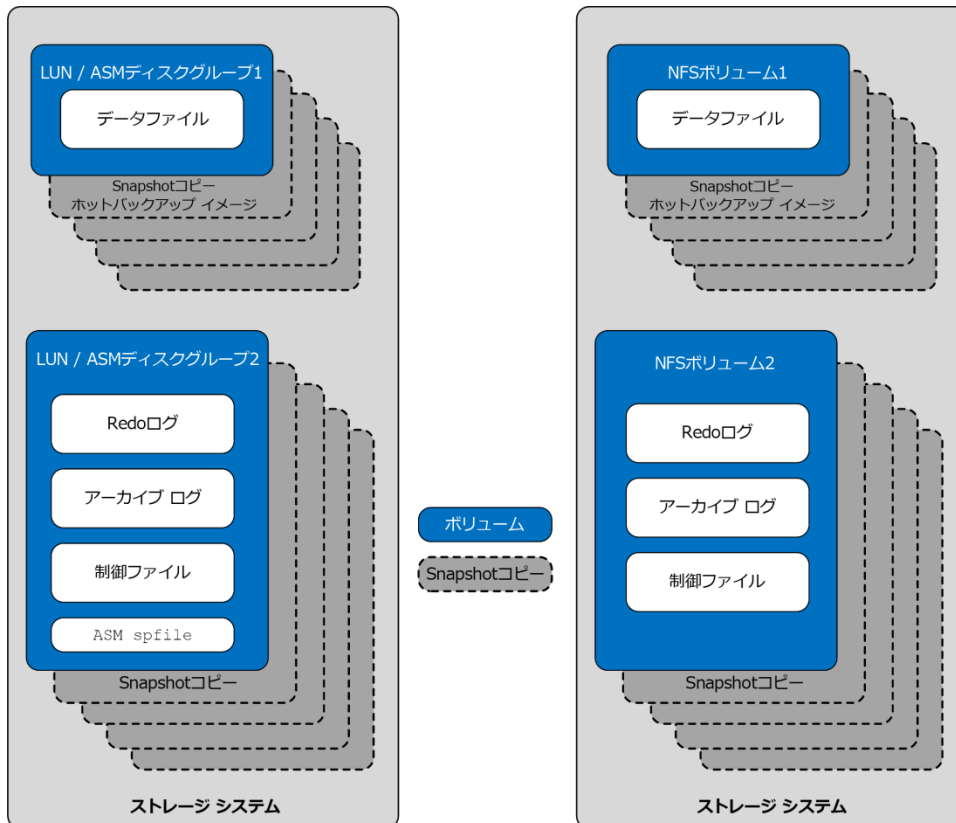 LUN / ASMディスクグループ1
データファイル
Snapshotコピー
ホットバックアップ イメージ
LUN / ASMディスクグループ2
Redoログ
アーカイブ ログ
制御ファイル
ASM spfile
Snapshotコピー
ストレージ システム
ボリューム
Snapshotコピー
NFSボリューム1
データファイル
Snapshotコピー
ホットバックアップ イメージ
NFSボリューム2
Redoログ
アーカイブ ログ
制御ファイル
Snapshotコピー
ストレージ システム